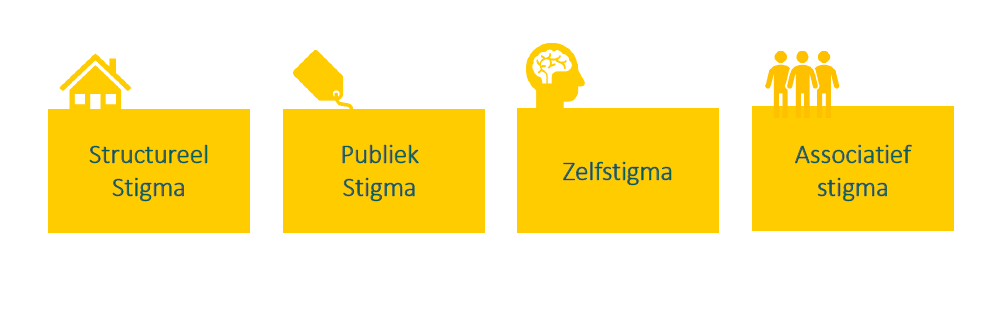 Structureel
Stigma
Publiek
Stigma
Zelfstigma
Associatief
stigma